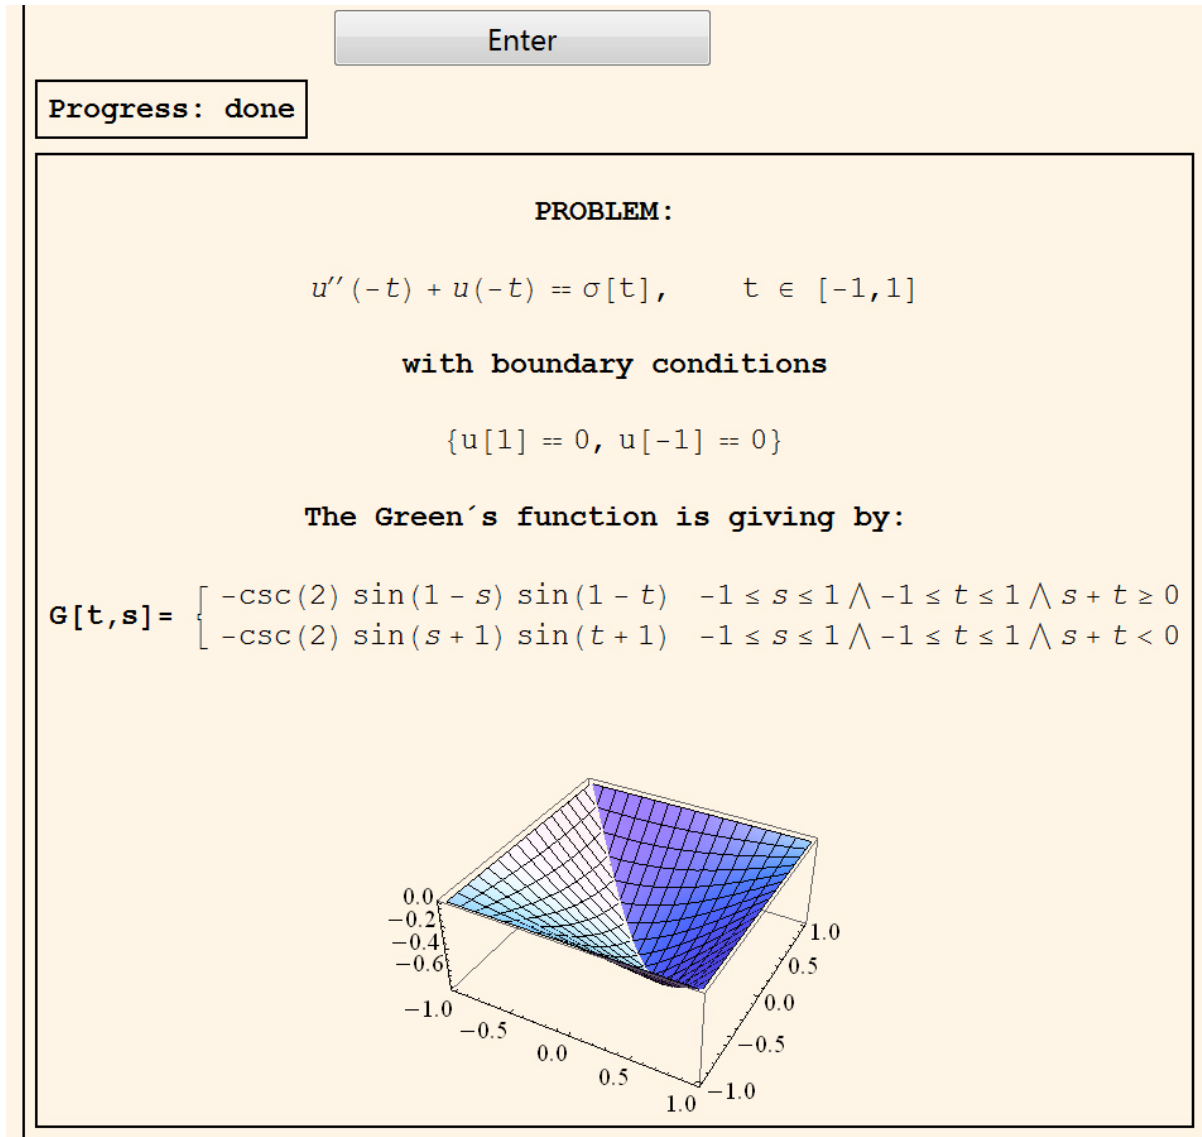 Enter
Progress: done
PROBLEM:
u′′(-t) + u(-t) == σ[t], t ∈ [-1,1]
with boundary conditions
{u[1] == 0, u[-1] == 0}
The Green´s function is giving by:
G[t,s]= { -csc(2) sin(1 - s) sin(1 - t) -1 ≤ s ≤ 1 ⋀ -1 ≤ t ≤ 1 ⋀ s + t ≥ 0
-csc(2) sin(s + 1) sin(t + 1) -1 ≤ s ≤ 1 ⋀ -1 ≤ t ≤ 1 ⋀ s + t < 0
0.0
−0.2
−0.4
−0.6
−1.0
−0.5
0.0
0.5
1.0
1.0
0.5
0.0
−0.5
−1.0